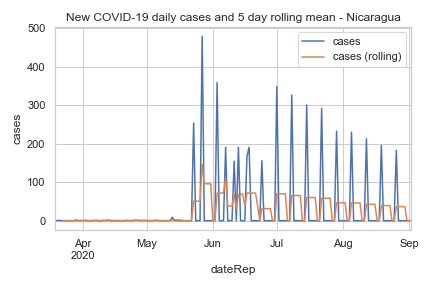 New COVID-19 daily cases and 5 day rolling mean - Nicaragua
500
400
300
200
100
0
cases
cases
cases (rolling)
Apr
2020
May
Jun
Jul
Aug
Sep
dateRep